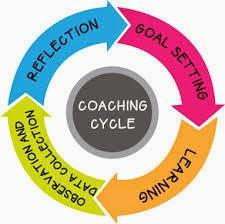 COACHING
CYCLE
GOAL SETTING
LEARNING
OBSERVATION AND
DATA COLLECTION
REFLECTION